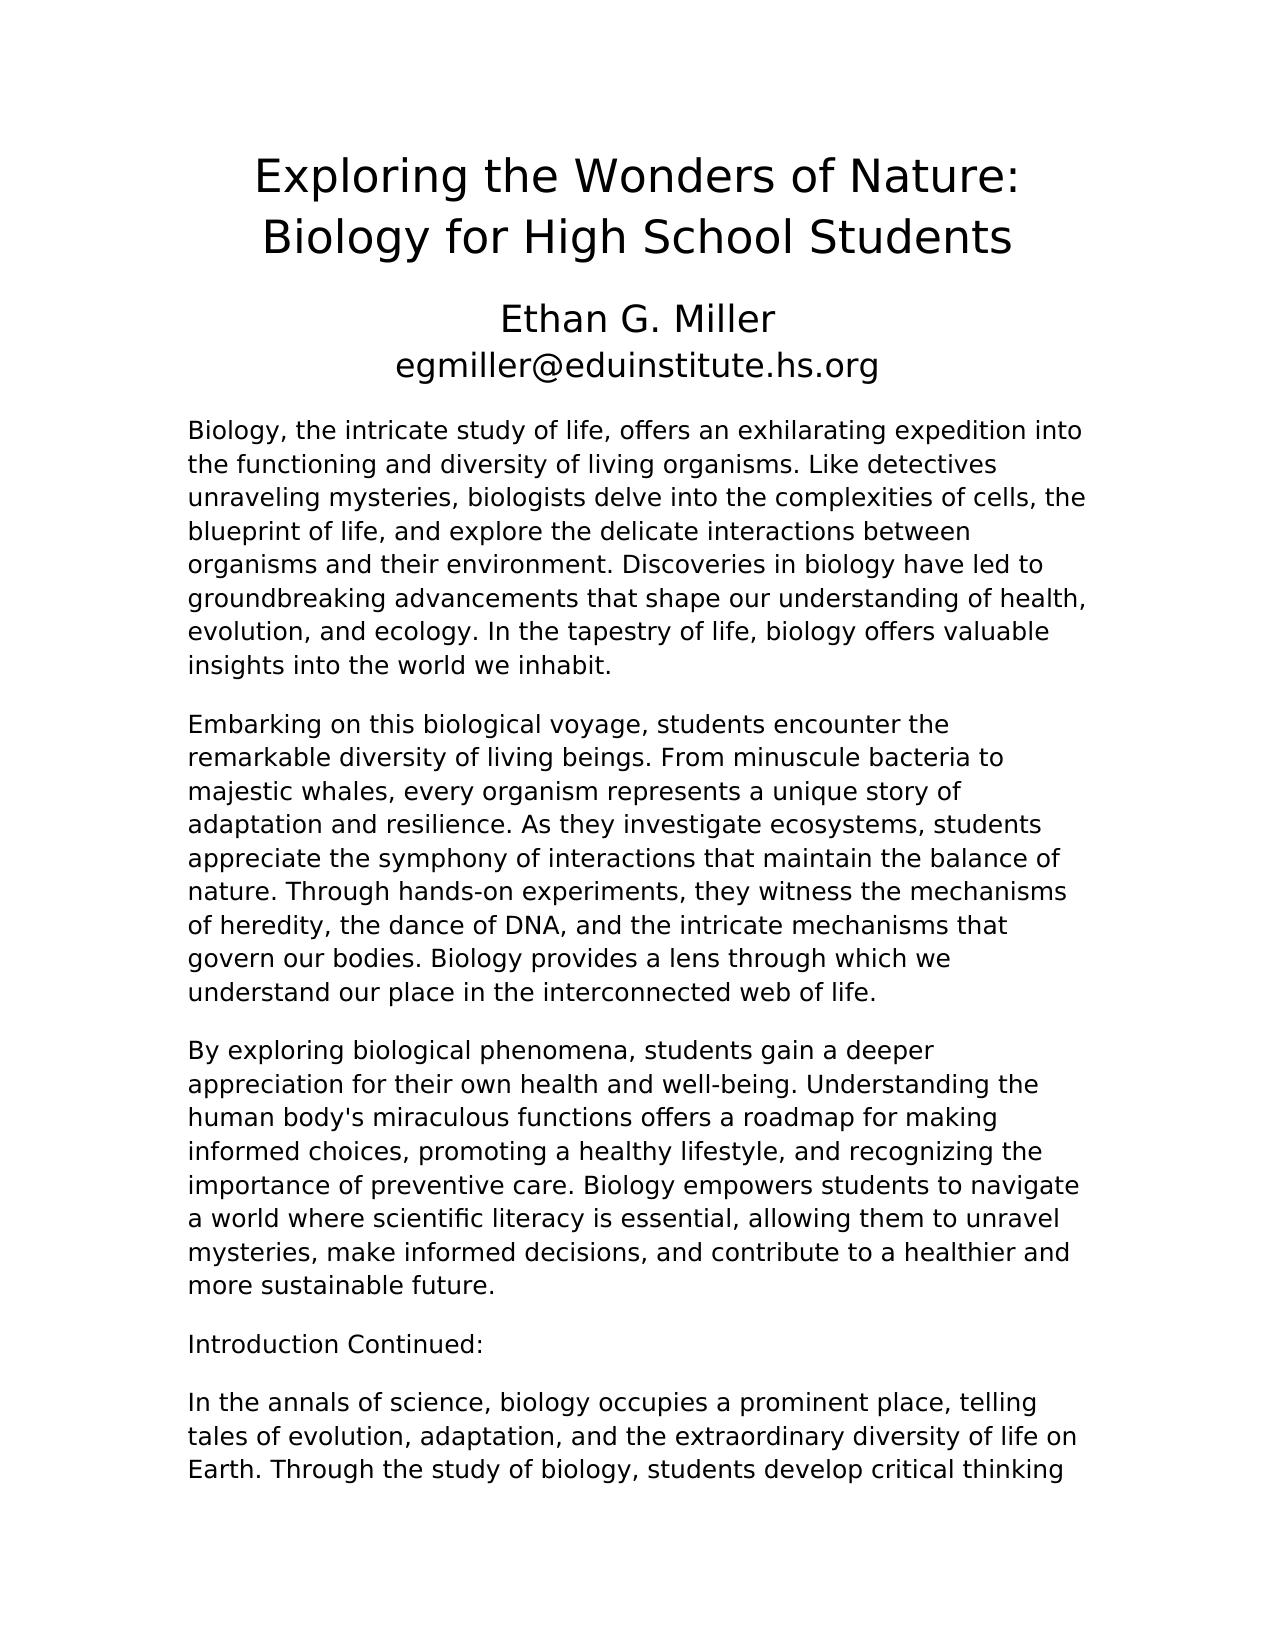 Exploring the Wonders of Nature:
Biology for High School Students
Ethan G. Miller
egmiller@eduinstitute.hs.org
Biology, the intricate study of life, offers an exhilarating expedition into
the functioning and diversity of living organisms. Like detectives
unraveling mysteries, biologists delve into the complexities of cells, the
blueprint of life, and explore the delicate interactions between
organisms and their environment. Discoveries in biology have led to
groundbreaking advancements that shape our understanding of health,
evolution, and ecology. In the tapestry of life, biology offers valuable
insights into the world we inhabit.
Embarking on this biological voyage, students encounter the
remarkable diversity of living beings. From minuscule bacteria to
majestic whales, every organism represents a unique story of
adaptation and resilience. As they investigate ecosystems, students
appreciate the symphony of interactions that maintain the balance of
nature. Through hands-on experiments, they witness the mechanisms
of heredity, the dance of DNA, and the intricate mechanisms that
govern our bodies. Biology provides a lens through which we
understand our place in the interconnected web of life.
By exploring biological phenomena, students gain a deeper
appreciation for their own health and well-being. Understanding the
human body's miraculous functions offers a roadmap for making
informed choices, promoting a healthy lifestyle, and recognizing the
importance of preventive care. Biology empowers students to navigate
a world where scientific literacy is essential, allowing them to unravel
mysteries, make informed decisions, and contribute to a healthier and
more sustainable future.
Introduction Continued:
In the annals of science, biology occupies a prominent place, telling
tales of evolution, adaptation, and the extraordinary diversity of life on
Earth. Through the study of biology, students develop critical thinking